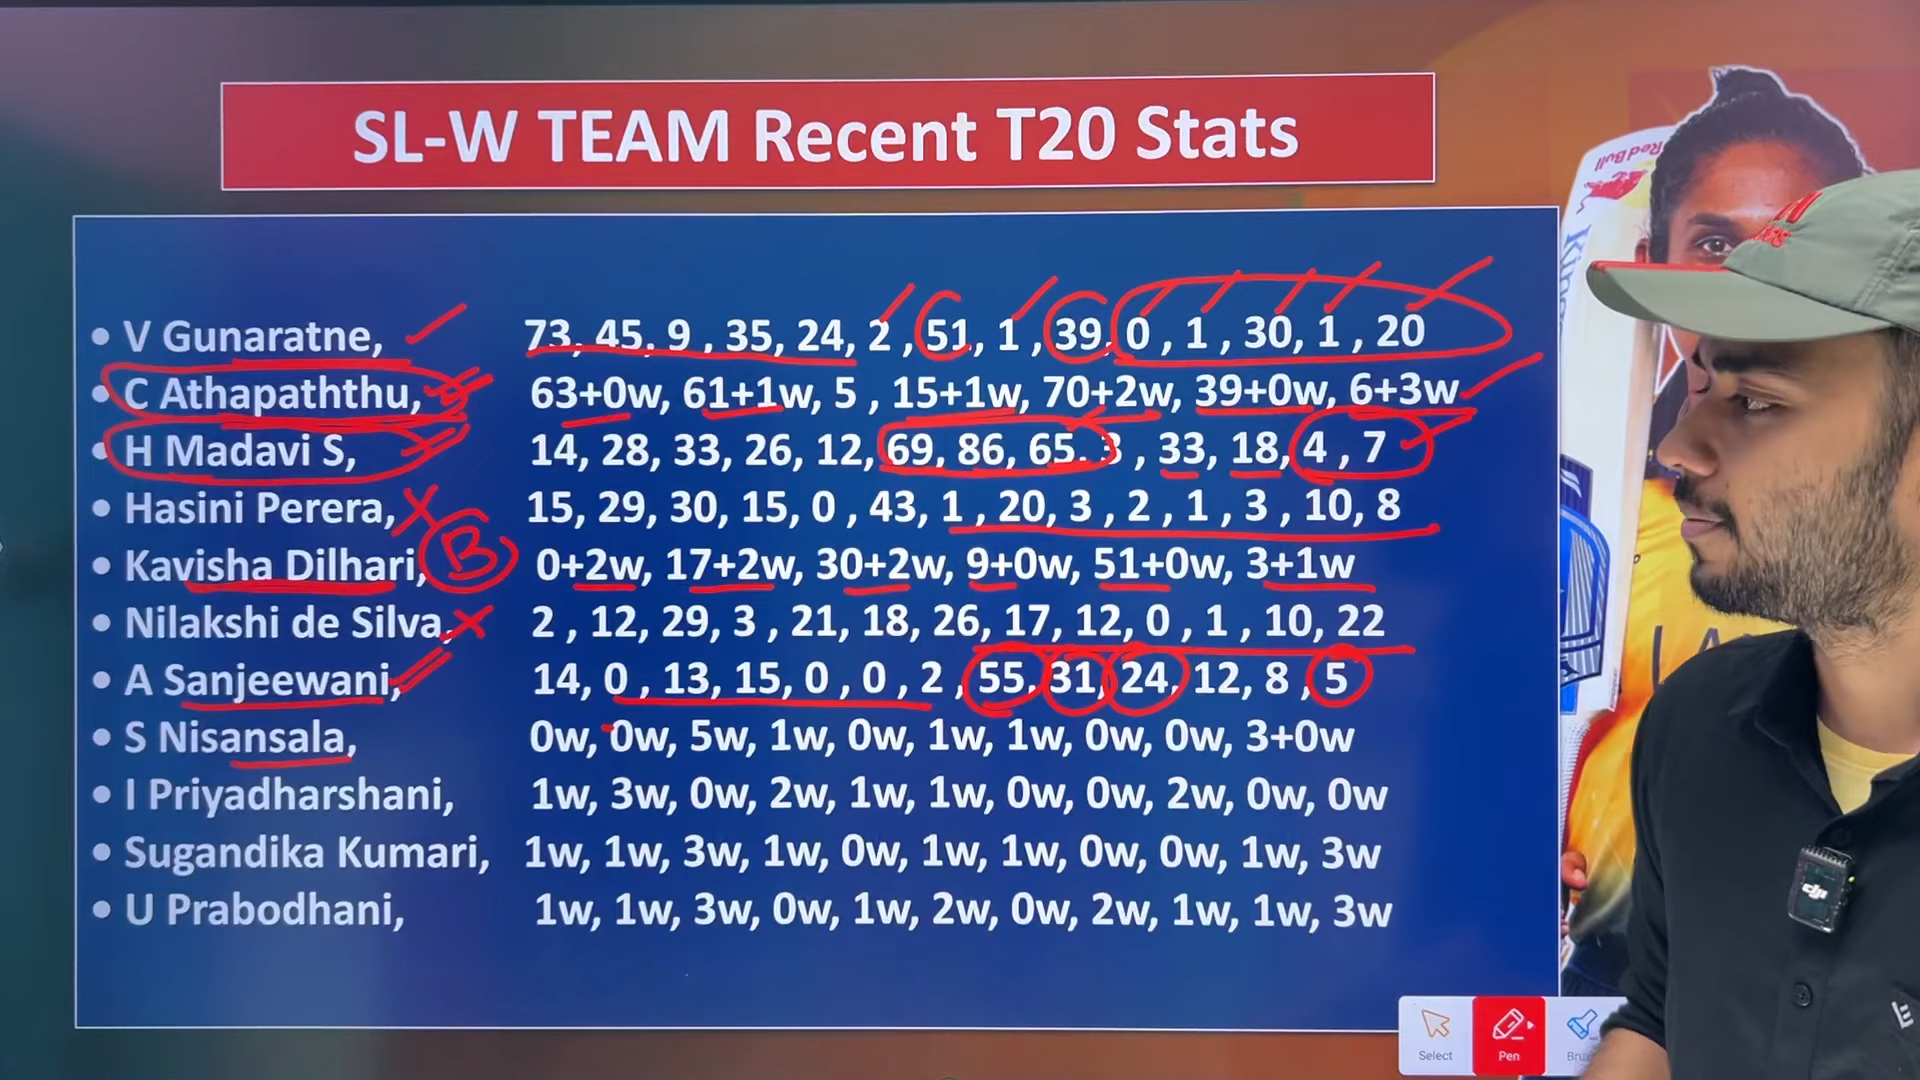 SL-W TEAM Recent T20 Stats
• V Gunaratne, 73, 45, 9 , 35, 24, 2 , 51, 1 , 39, 0 , 1 , 30, 1 , 20
• C Athapaththu, 63+0w, 61+1w, 5 , 15+1w, 70+2w, 39+0w, 6+3w
• H Madavi S, 14, 28, 33, 26, 12, 69, 86, 65, 3 , 33, 18, 4 , 7
• Hasini Perera, 15, 29, 30, 15, 0 , 43, 1 , 20, 3 , 2 , 1 , 3 , 10, 8
B
• Kavisha Dilhari, 0+2w, 17+2w, 30+2w, 9+0w, 51+0w, 3+1w
• Nilakshi de Silva, 2 , 12, 29, 3 , 21, 18, 26, 17, 12, 0 , 1 , 10, 22
• A Sanjeewani, 14, 0 , 13, 15, 0 , 0 , 2 , 55, 31, 24, 12, 8 , 5
• S Nisansala, 0w, 0w, 5w, 1w, 0w, 1w, 1w, 0w, 0w, 3+0w
• I Priyadharshani, 1w, 3w, 0w, 2w, 1w, 1w, 0w, 0w, 2w, 0w, 0w
• Sugandika Kumari, 1w, 1w, 3w, 1w, 0w, 1w, 1w, 0w, 0w, 1w, 3w
• U Prabodhani, 1w, 1w, 3w, 0w, 1w, 2w, 0w, 2w, 1w, 1w, 3w
Red Bull
dji
Select
Pen